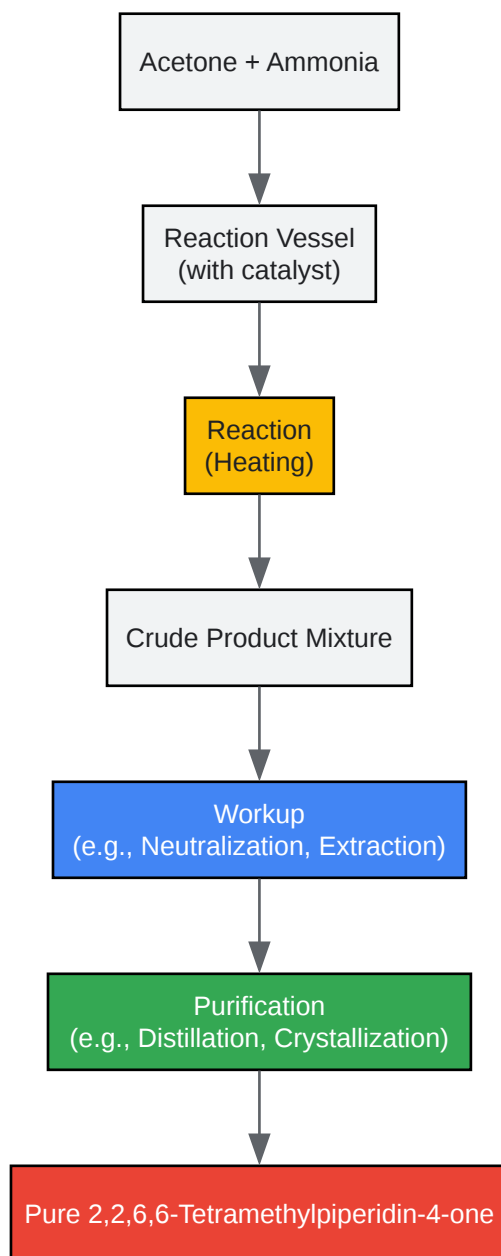 Acetone + Ammonia
Reaction Vessel
(with catalyst)
Reaction
(Heating)
Crude Product Mixture
Workup
(e.g., Neutralization, Extraction)
Purification
(e.g., Distillation, Crystallization)
Pure 2,2,6,6-Tetramethylpiperidin-4-one